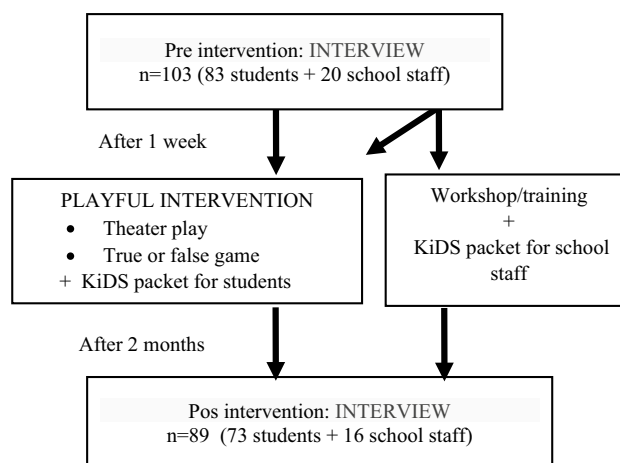 Pre intervention: INTERVIEW
n=103 (83 students + 20 school staff)
After 1 week
PLAYFUL INTERVENTION
• Theater play
• True or false game
+ KiDS packet for students
Workshop/training
+
KiDS packet for school
staff
After 2 months
Pos intervention: INTERVIEW
n=89 (73 students + 16 school staff)